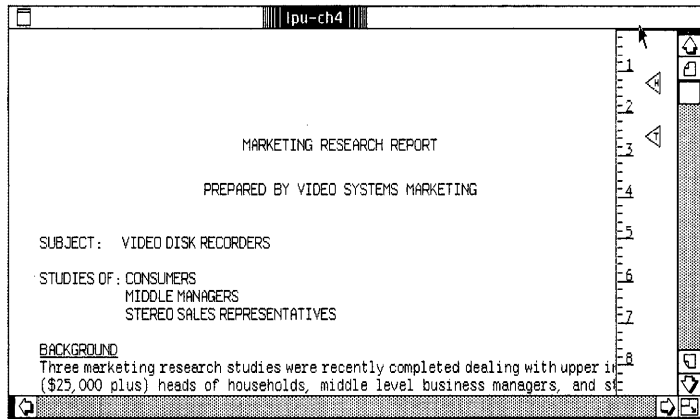 lpu-ch4
MARKETING RESEARCH REPORT
PREPARED BY VIDEO SYSTEMS MARKETING
SUBJECT: VIDEO DISK RECORDERS
STUDIES OF: CONSUMERS
MIDDLE MANAGERS
STEREO SALES REPRESENTATIVES
BACKGROUND
Three marketing research studies were recently completed dealing with upper in
($25,000 plus) heads of households, middle level business managers, and st
1
H
2
T
3
4
5
6
7
8